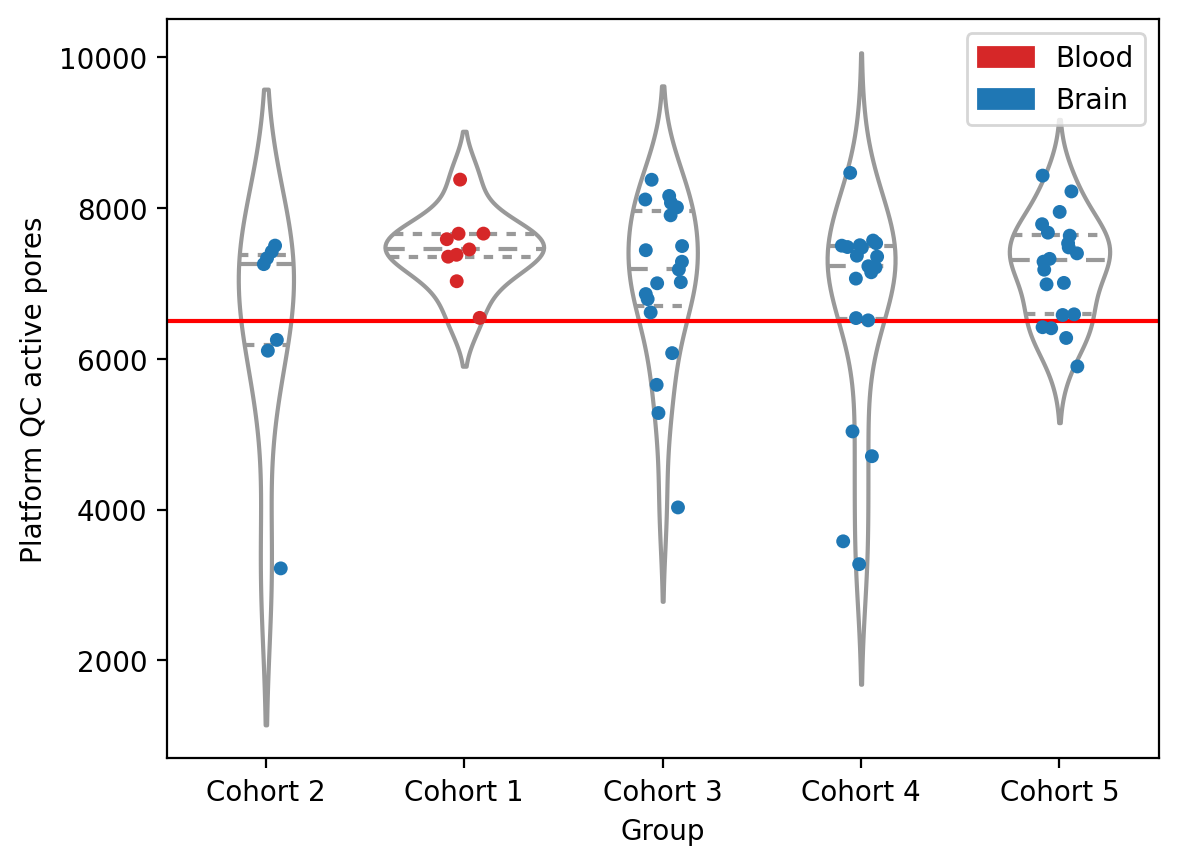 Blood
Brain
10000
8000
6000
4000
2000
Platform QC active pores
Cohort 2
Cohort 1
Cohort 3
Cohort 4
Cohort 5
Group